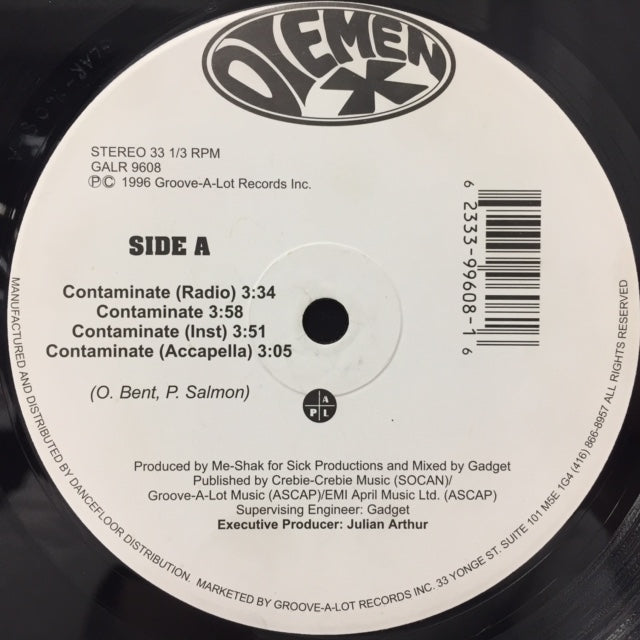 X
STEREO 33 1/3 RPM
GALR 9608
℗© 1996 Groove-A-Lot Records Inc.
SIDE A
Contaminate (Radio) 3:34
Contaminate 3:58
Contaminate (Inst) 3:51
Contaminate (Accapella) 3:05
(O. Bent, P. Salmon)
6 2333-99608-1 6
A
P L
Produced by Me-Shak for Sick Productions and Mixed by Gadget
Published by Crebie-Crebie Music (SOCAN)/
Groove-A-Lot Music (ASCAP)/EMI April Music Ltd. (ASCAP)
Supervising Engineer: Gadget
Executive Producer: Julian Arthur
MANUFACTURED AND DISTRIBUTED BY DANCEFLOOR DISTRIBUTION. MARKETED BY GROOVE-A-LOT RECORDS INC. 33 YONGE ST. SUITE 101 M5E 1G4 (416) 866-8957 ALL RIGHTS RESERVED